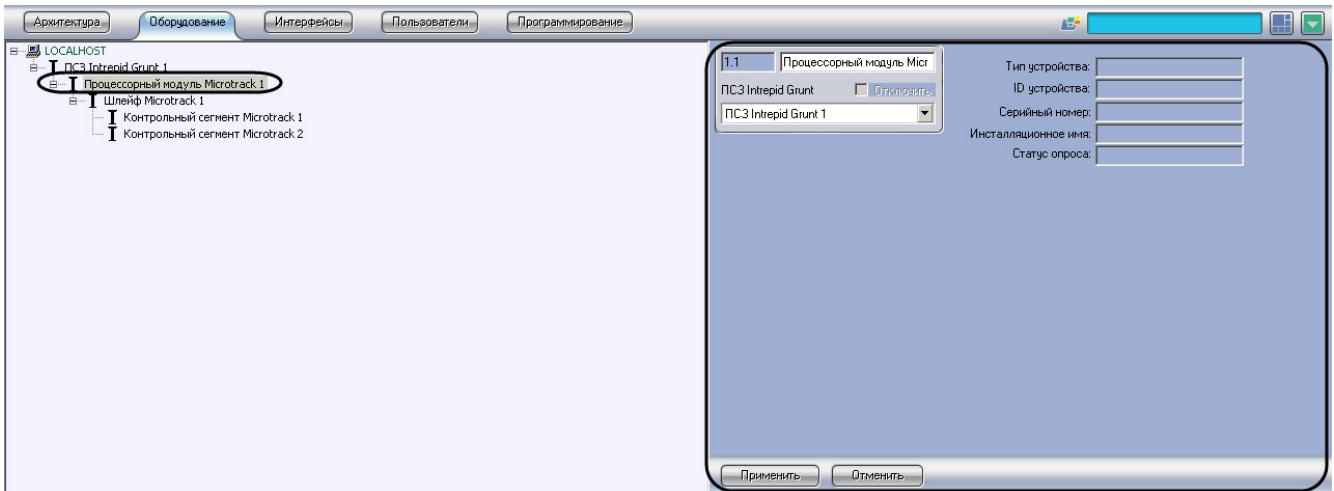 Архитектура Оборудование Интерфейсы Пользователи Программирование
LOCALHOST
ПСЗ Intrepid Grunt 1
Процессорный модуль Microtrack 1
Шлейф Microtrack 1
Контрольный сегмент Microtrack 1
Контрольный сегмент Microtrack 2
1.1 Процессорный модуль Micr
ПСЗ Intrepid Grunt Отключить
ПСЗ Intrepid Grunt 1
Тип устройства:
ID устройства:
Серийный номер:
Инсталляционное имя:
Статус опроса:
Применить Отменить